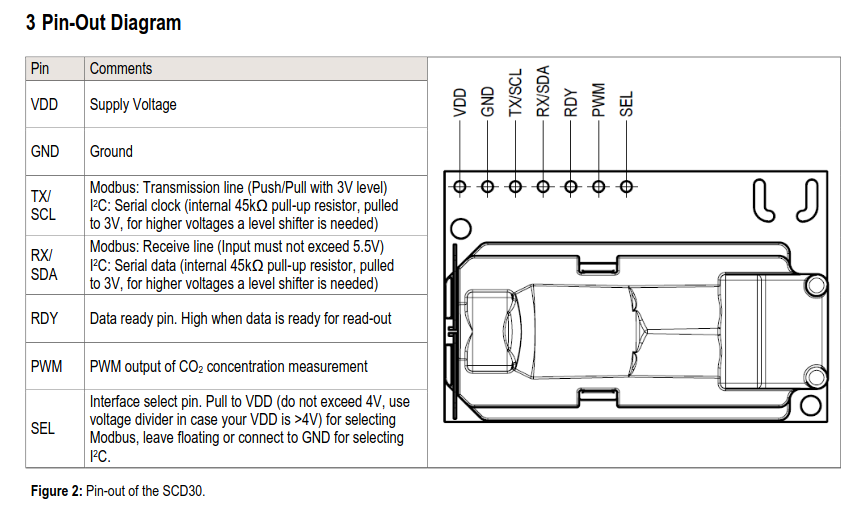 3 Pin-Out Diagram
Pin Comments
VDD Supply Voltage
GND Ground
TX/
SCL
Modbus: Transmission line (Push/Pull with 3V level)
I²C: Serial clock (internal 45kΩ pull-up resistor, pulled
to 3V, for higher voltages a level shifter is needed)
RX/
SDA
Modbus: Receive line (Input must not exceed 5.5V)
I²C: Serial data (internal 45kΩ pull-up resistor, pulled
to 3V, for higher voltages a level shifter is needed)
RDY Data ready pin. High when data is ready for read-out
PWM PWM output of CO₂ concentration measurement
SEL
Interface select pin. Pull to VDD (do not exceed 4V, use
voltage divider in case your VDD is >4V) for selecting
Modbus, leave floating or connect to GND for selecting
I²C.
VDD
GND
TX/SCL
RX/SDA
RDY
PWM
SEL
Figure 2: Pin-out of the SCD30.